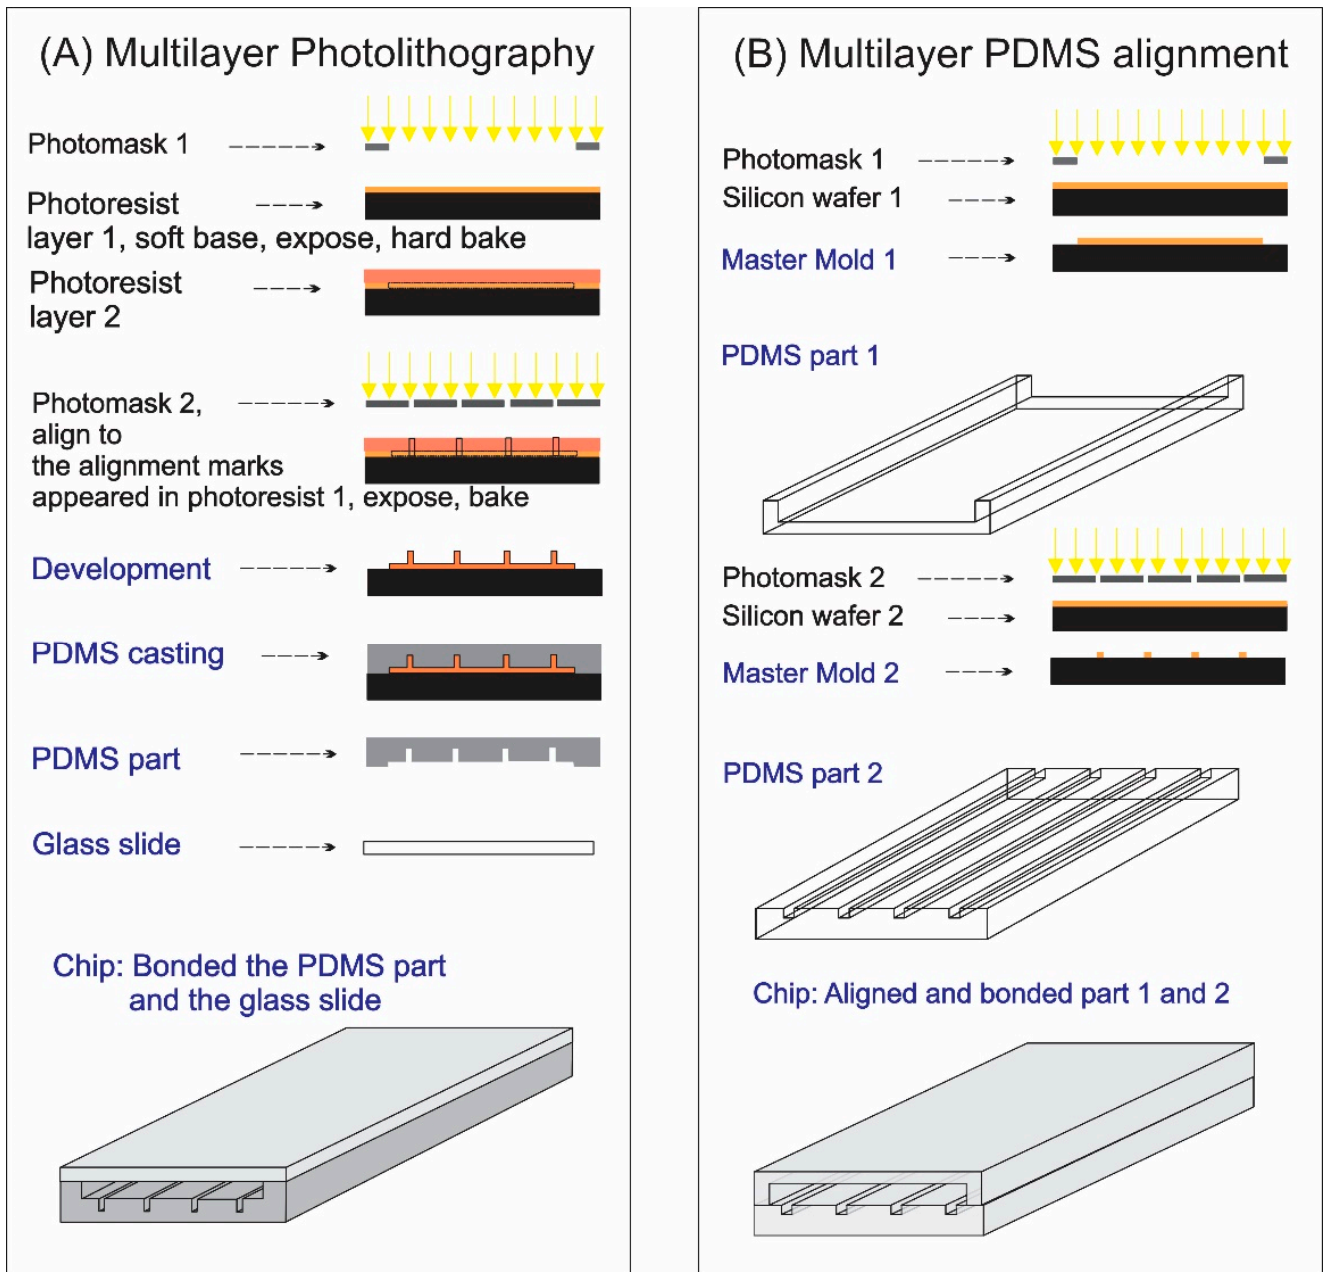 (A) Multilayer Photolithography
Photomask 1
Photoresist
layer 1, soft base, expose, hard bake
Photoresist
layer 2
Photomask 2,
align to
the alignment marks
appeared in photoresist 1, expose, bake
Development
PDMS casting
PDMS part
Glass slide
Chip: Bonded the PDMS part
and the glass slide
(B) Multilayer PDMS alignment
Photomask 1
Silicon wafer 1
Master Mold 1
PDMS part 1
Photomask 2
Silicon wafer 2
Master Mold 2
PDMS part 2
Chip: Aligned and bonded part 1 and 2